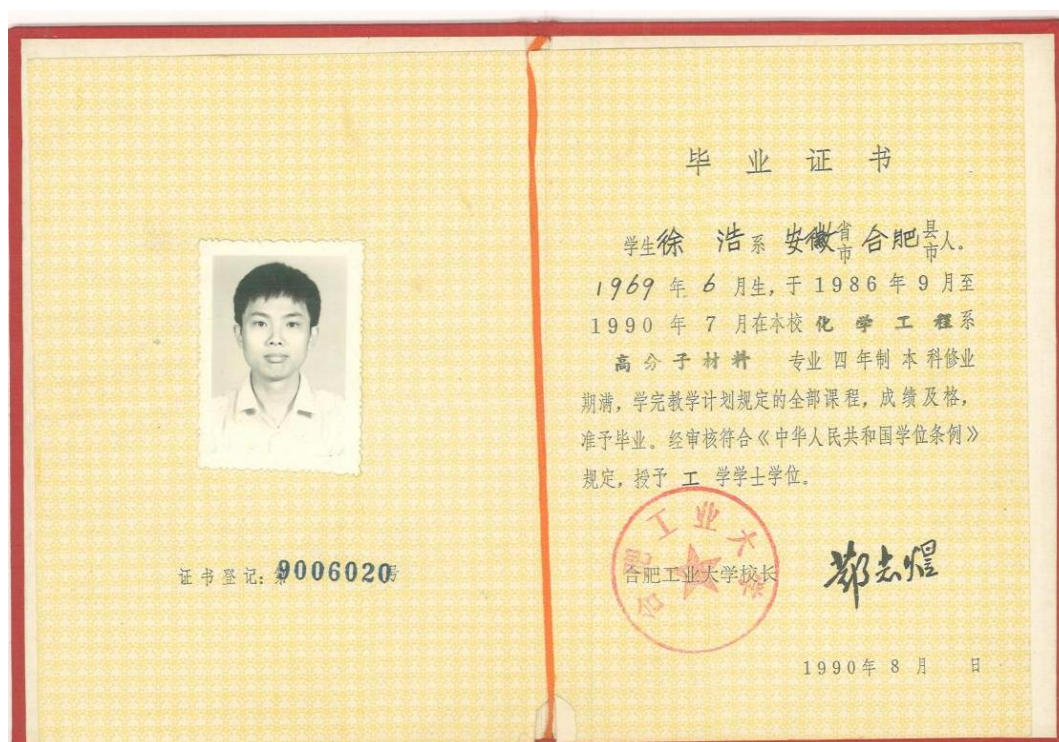 证书登记：第9006020号
毕业证书
学生徐 浩系 安徽省市 合肥县市人。
1969 年 6 月生，于 1986 年 9 月至
1990 年 7 月在本校 化学工程系
高分子材料 专业 四 年制 本 科修业
期满，学完教学计划规定的全部课程，成绩及格，
准予毕业。经审核符合《中华人民共和国学位条例》
规定，授予 工 学学士学位。
合肥工业大学
合肥工业大学校长
1990年 8 月 日